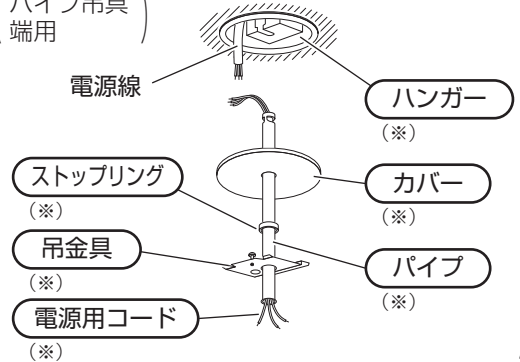 パイプ吊具
端用
電源線
ハンガー
(※)
ストップリング
(※)
カバー
(※)
吊金具
(※)
パイプ
(※)
電源用コード
(※)